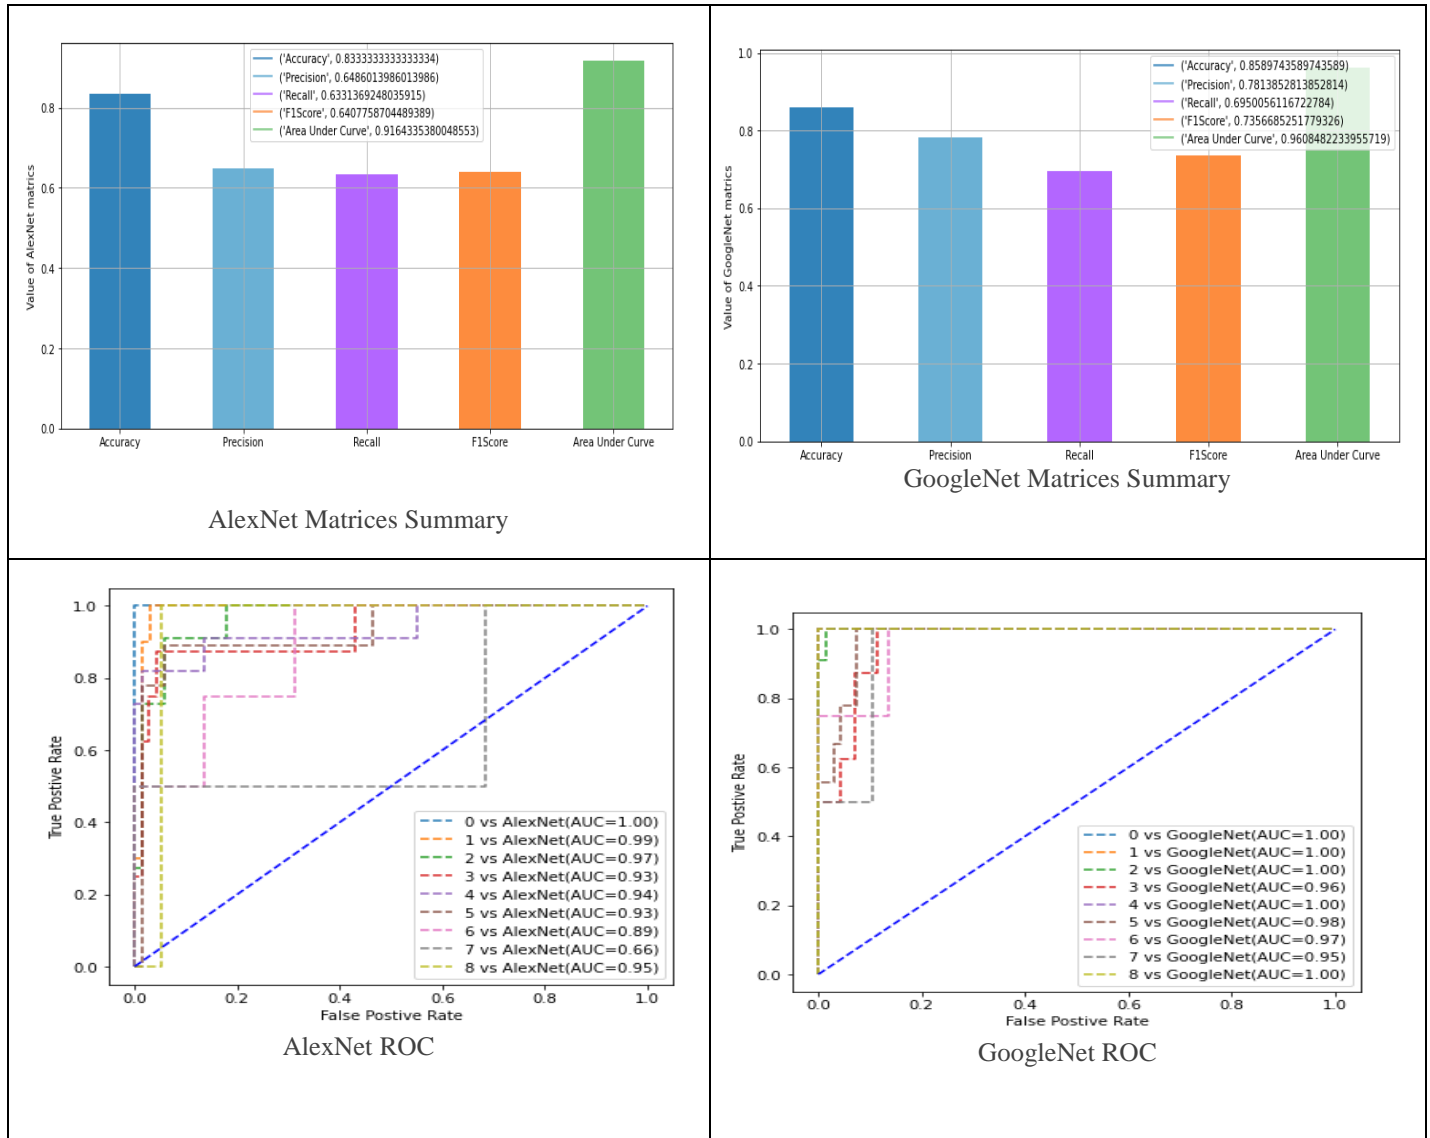 ('Accuracy', 0.8333333333333334)
('Precision', 0.6486013986013986)
('Recall', 0.6331369248035915)
('F1Score', 0.6407758704489389)
('Area Under Curve', 0.9164335380048553)
Value of AlexNet matrics
0.8
0.6
0.4
0.2
0.0
Accuracy Precision Recall F1Score Area Under Curve
AlexNet Matrices Summary
('Accuracy', 0.8589743589743589)
('Precision', 0.7813852813852814)
('Recall', 0.6950056116722784)
('F1Score', 0.7356685251779326)
('Area Under Curve', 0.9608482233955719)
Value of GoogleNet matrics
1.0
0.8
0.6
0.4
0.2
0.0
Accuracy Precision Recall F1Score Area Under Curve
GoogleNet Matrices Summary
True Postive Rate
1.0
0.8
0.6
0.4
0.2
0.0
0 vs AlexNet(AUC=1.00)
1 vs AlexNet(AUC=0.99)
2 vs AlexNet(AUC=0.97)
3 vs AlexNet(AUC=0.93)
4 vs AlexNet(AUC=0.94)
5 vs AlexNet(AUC=0.93)
6 vs AlexNet(AUC=0.89)
7 vs AlexNet(AUC=0.66)
8 vs AlexNet(AUC=0.95)
0.0 0.2 0.4 0.6 0.8 1.0
False Postive Rate
AlexNet ROC
True Postive Rate
1.0
0.8
0.6
0.4
0.2
0.0
0 vs GoogleNet(AUC=1.00)
1 vs GoogleNet(AUC=1.00)
2 vs GoogleNet(AUC=1.00)
3 vs GoogleNet(AUC=0.96)
4 vs GoogleNet(AUC=1.00)
5 vs GoogleNet(AUC=0.98)
6 vs GoogleNet(AUC=0.97)
7 vs GoogleNet(AUC=0.95)
8 vs GoogleNet(AUC=1.00)
0.0 0.2 0.4 0.6 0.8 1.0
False Postive Rate
GoogleNet ROC